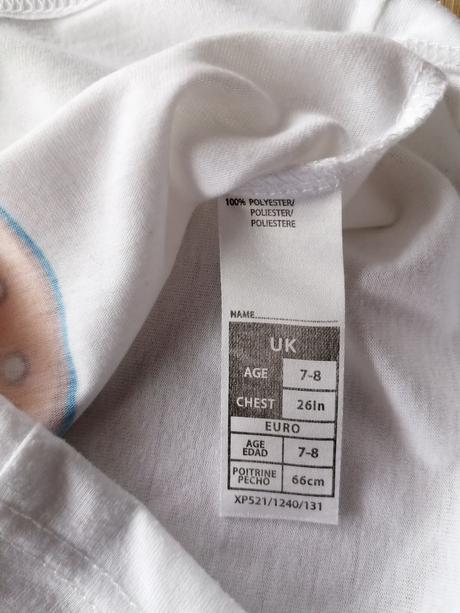 100% POLYESTER/
POLIESTER/
POLIESTERE
NAME
UK
AGE 7-8
CHEST 26In
EURO
AGE EDAD 7-8
POITRINE PECHO 66cm
XP521/1240/131